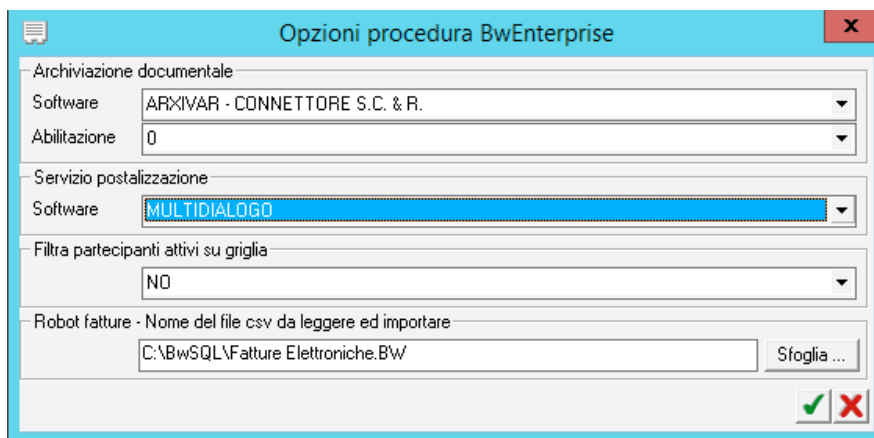 Opzioni procedura BwEnterprise
x
Archiviazione documentale
Software ARXIVAR - CONNETTORE S.C. & R.
Abilitazione 0
Servizio postalizzazione
Software MULTIDIALOGO
Filtra partecipanti attivi su griglia
NO
Robot fatture - Nome del file csv da leggere ed importare
C:\BwSQL\Fatture Elettroniche.BW Sfoglia ...